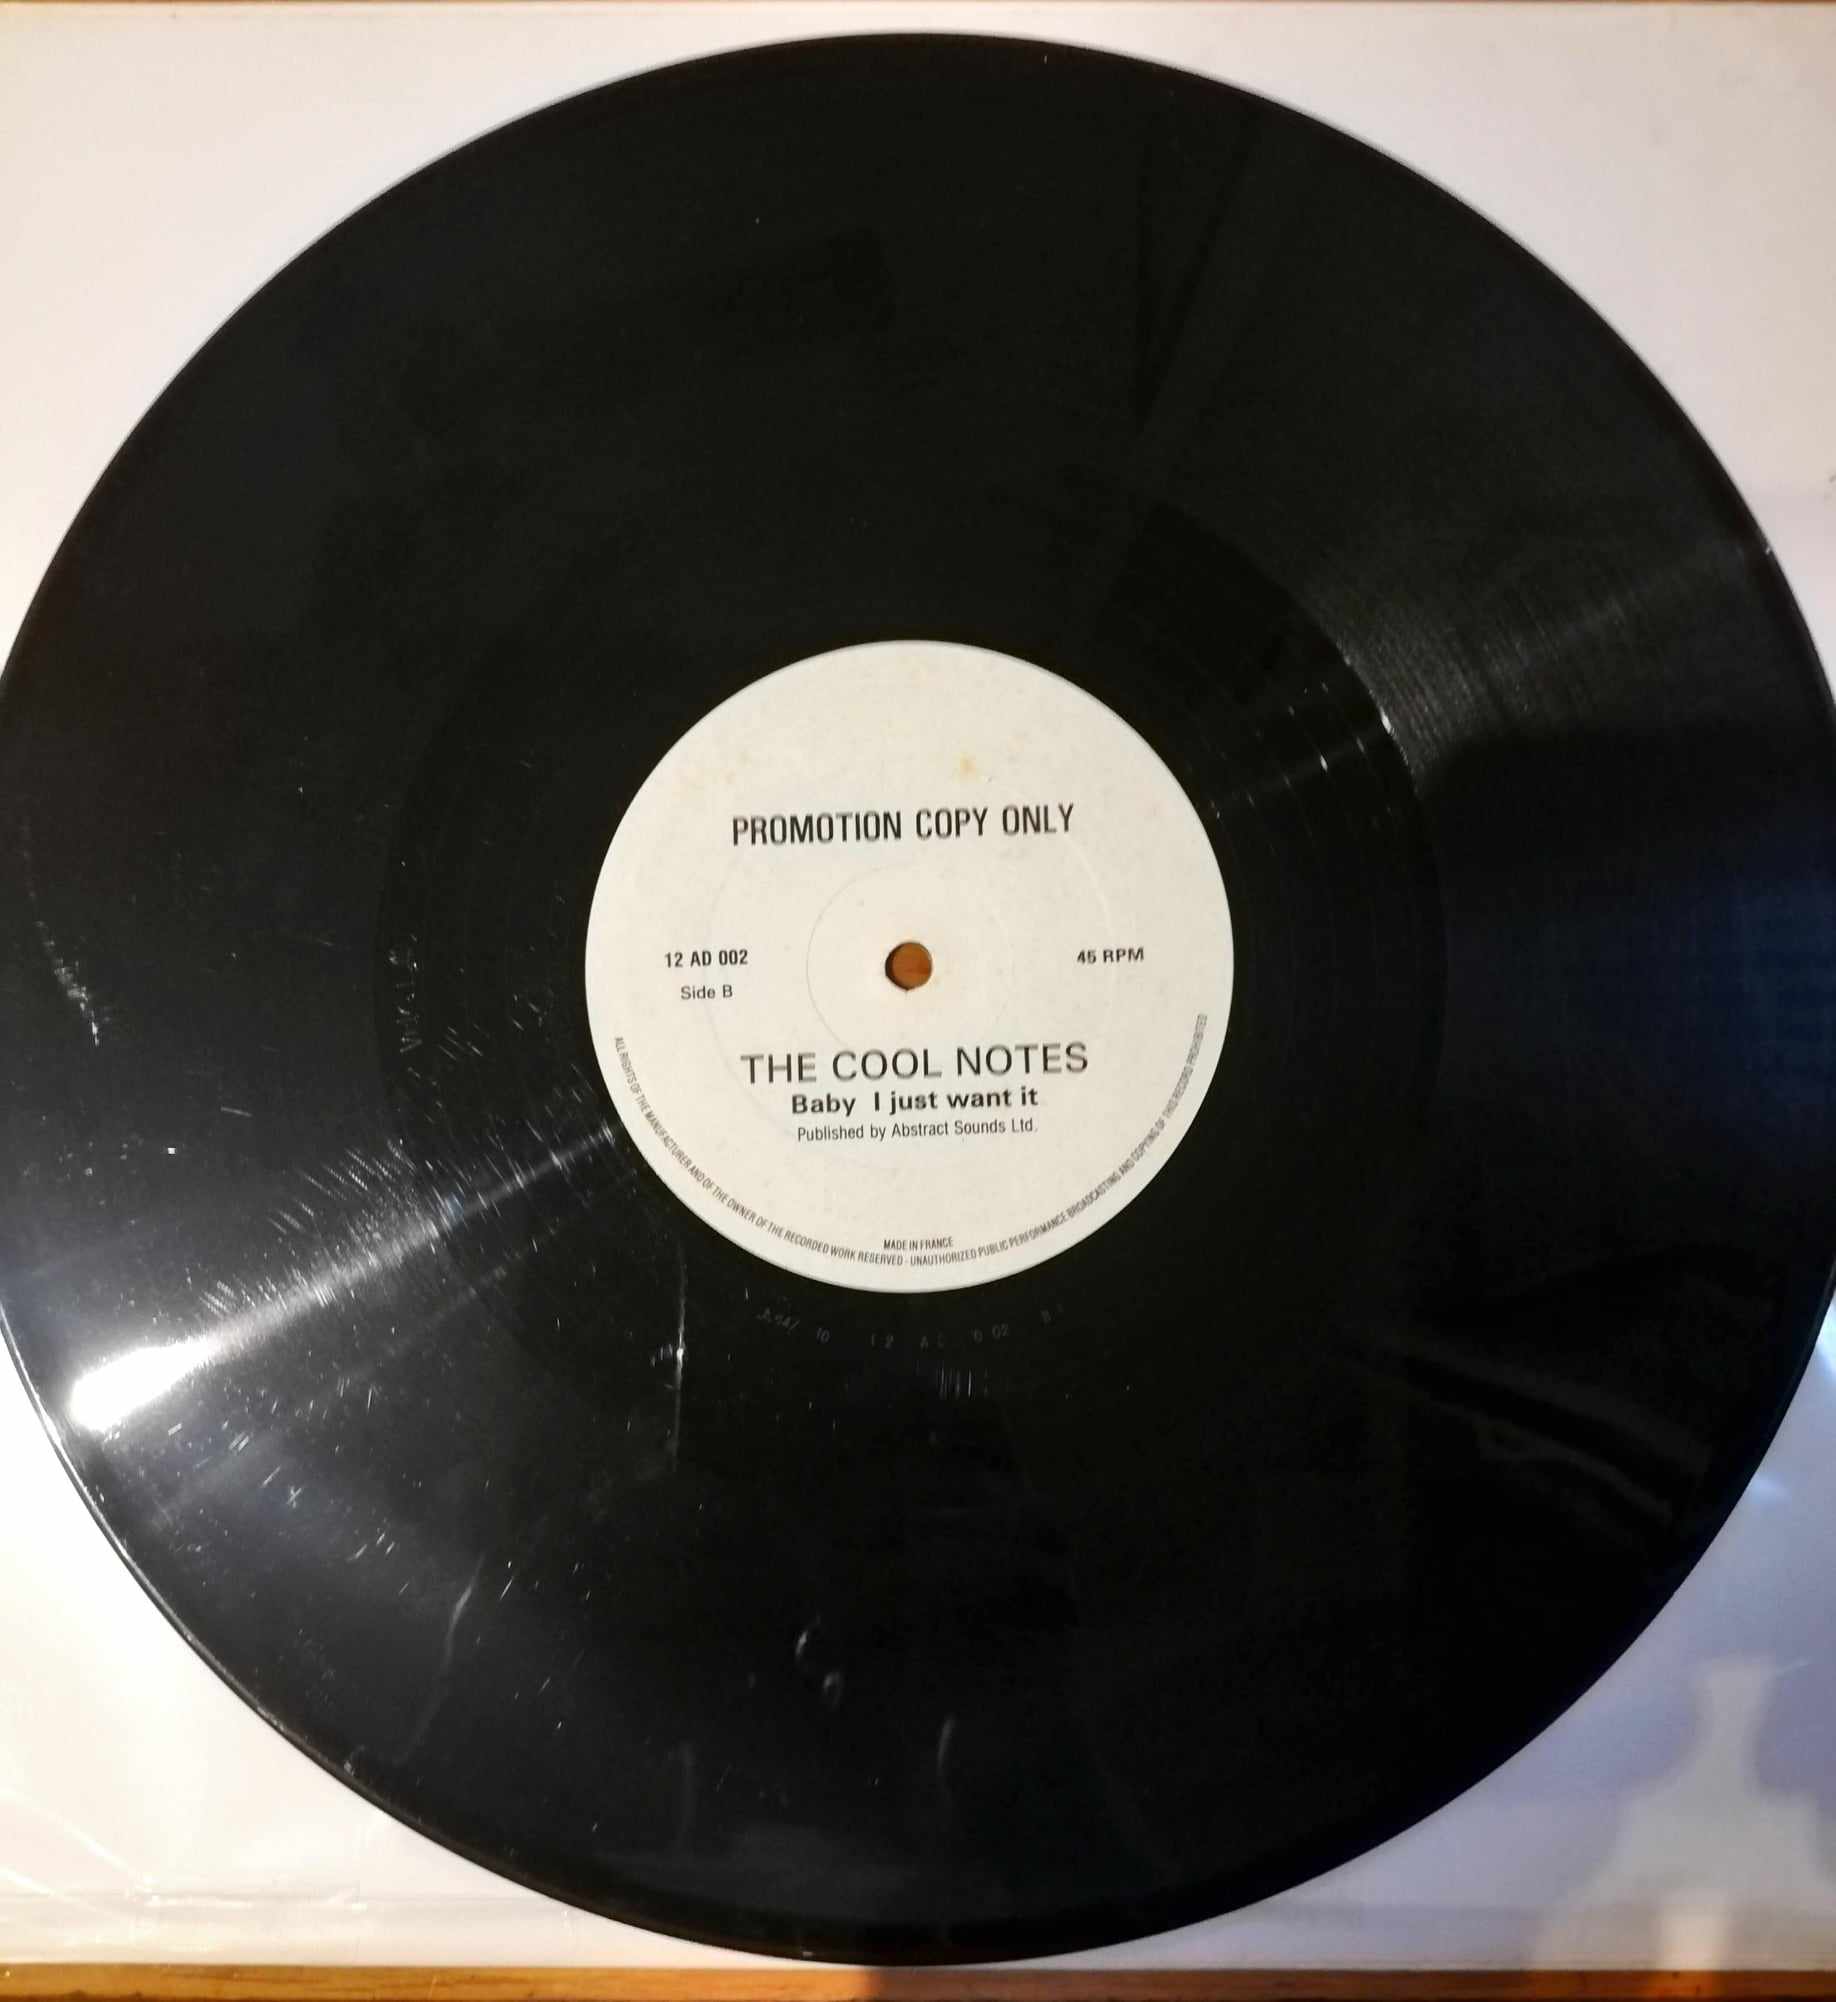 PROMOTION COPY ONLY
12 AD 002
45 RPM
Side B
THE COOL NOTES
Baby I just want it
Published by Abstract Sounds Ltd.
MADE IN FRANCE
ALL RIGHTS OF THE MANUFACTURER AND OF THE OWNER OF THE RECORDED WORK RESERVED - UNAUTHORIZED PUBLIC PERFORMANCE BROADCASTING AND COPYING OF THIS RECORD PROHIBITED